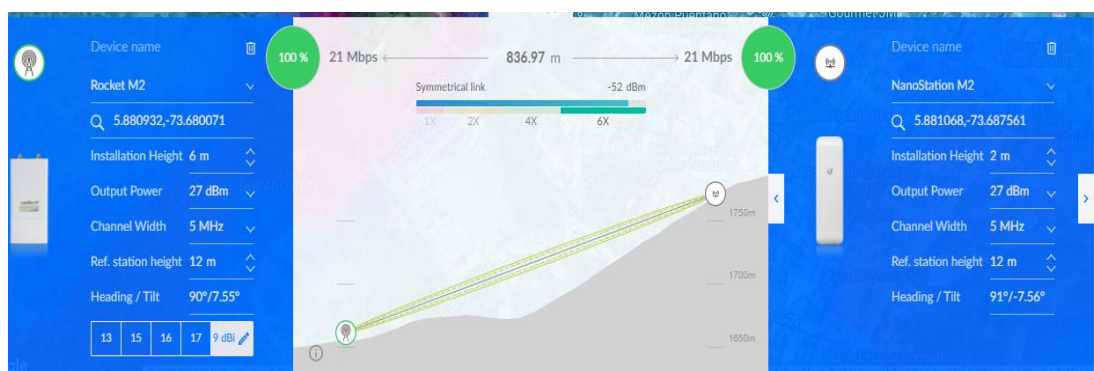 Mezon Puentano
Gourmet JM
Device name
Rocket M2
5.880932,-73.680071
Installation Height 6 m
Output Power 27 dBm
Channel Width 5 MHz
Ref. station height 12 m
Heading / Tilt 90°/7.55°
13 15 16 17 9 dBi
100 % 21 Mbps 836.97 m 21 Mbps 100 %
Symmetrical link -52 dBm
1X 2X 4X 6X
1750m
1700m
1650m
Device name
NanoStation M2
5.881068,-73.687561
Installation Height 2 m
Output Power 27 dBm
Channel Width 5 MHz
Ref. station height 12 m
Heading / Tilt 91°/-7.56°